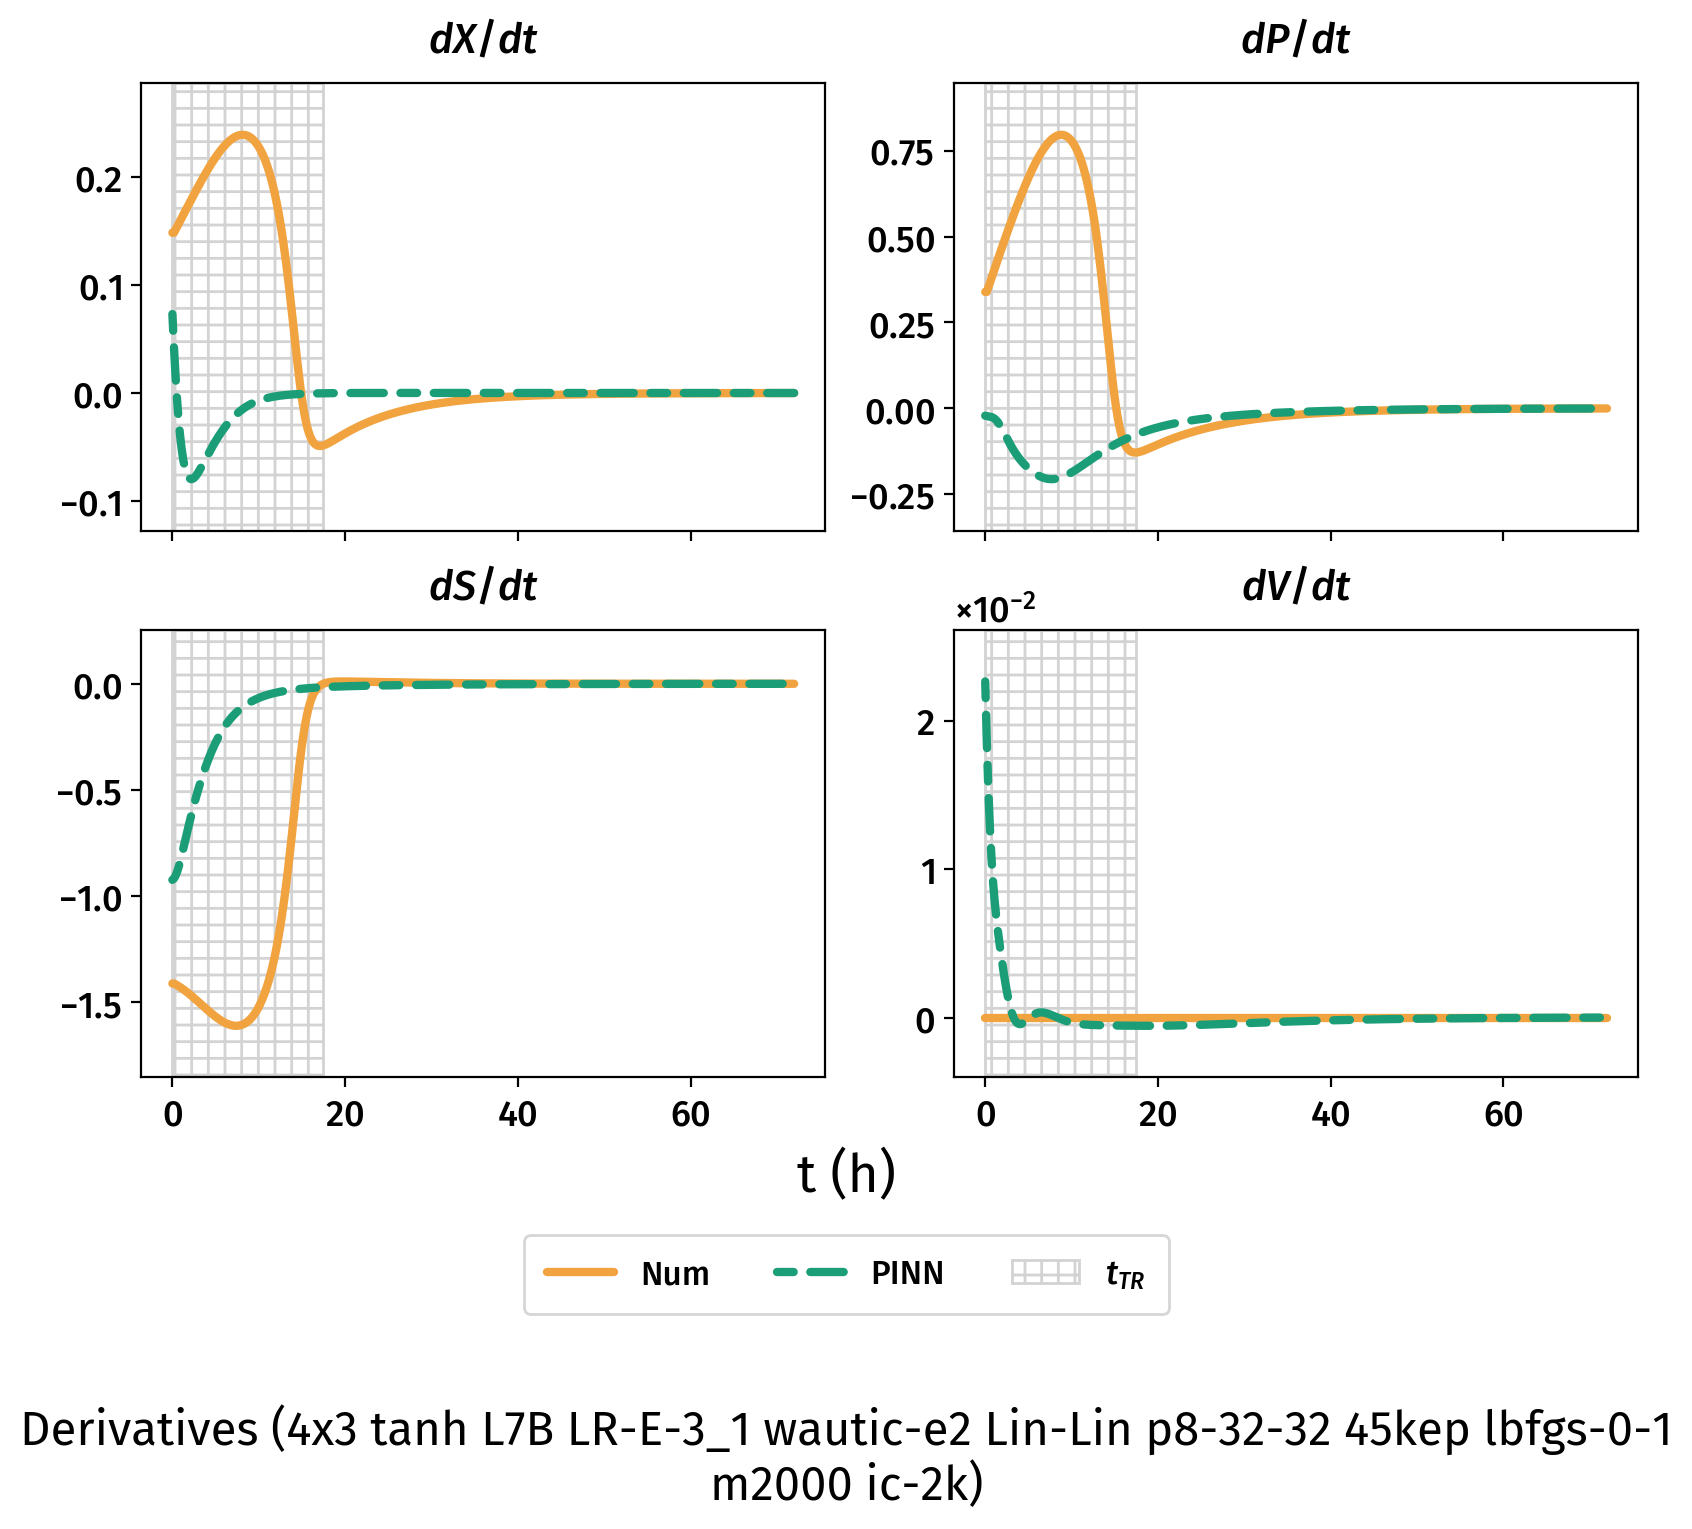 dX/dt
dP/dt
0.2
0.1
0.0
−0.1
0.75
0.50
0.25
0.00
−0.25
dS/dt
dV/dt
×10⁻²
0.0
−0.5
−1.0
−1.5
2
1
0
0 20 40 60
0 20 40 60
t (h)
Num PINN t_TR
Derivatives (4x3 tanh L7B LR-E-3_1 wautic-e2 Lin-Lin p8-32-32 45kep lbfgs-0-1
m2000 ic-2k)